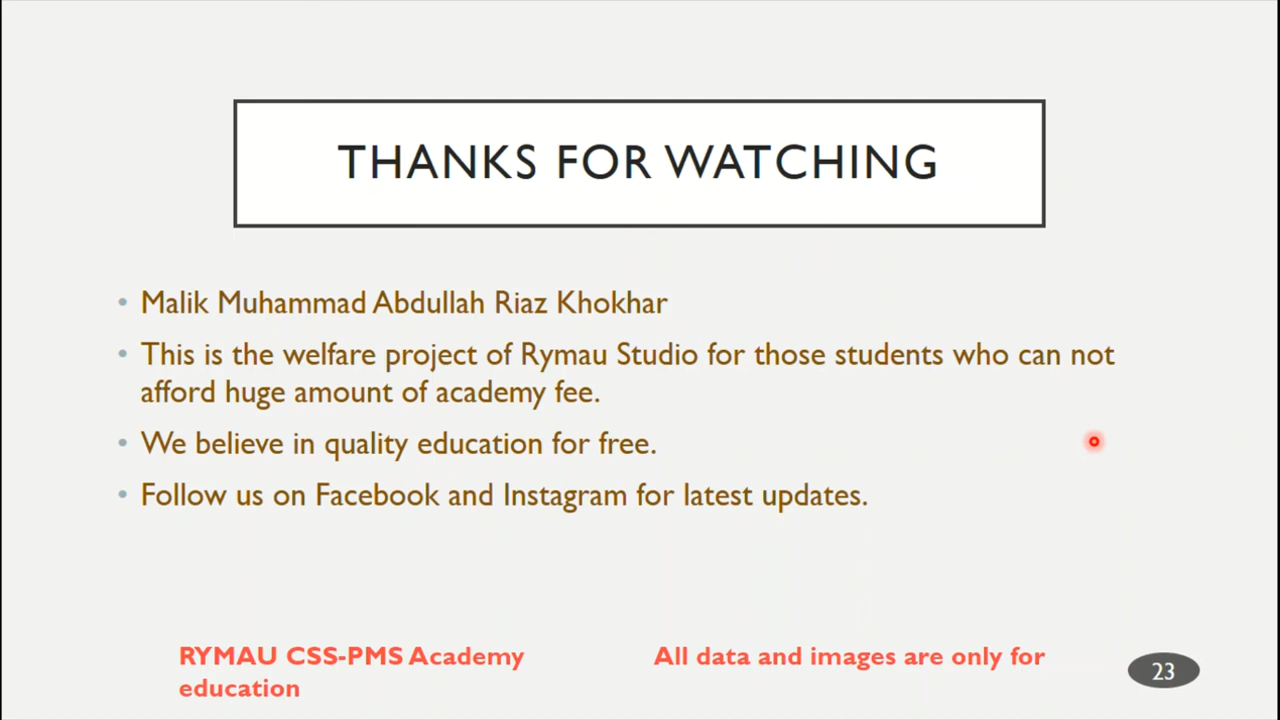 THANKS FOR WATCHING
• Malik Muhammad Abdullah Riaz Khokhar
• This is the welfare project of Rymau Studio for those students who can not
afford huge amount of academy fee.
• We believe in quality education for free.
• Follow us on Facebook and Instagram for latest updates.
RYMAU CSS-PMS Academy All data and images are only for
education
23